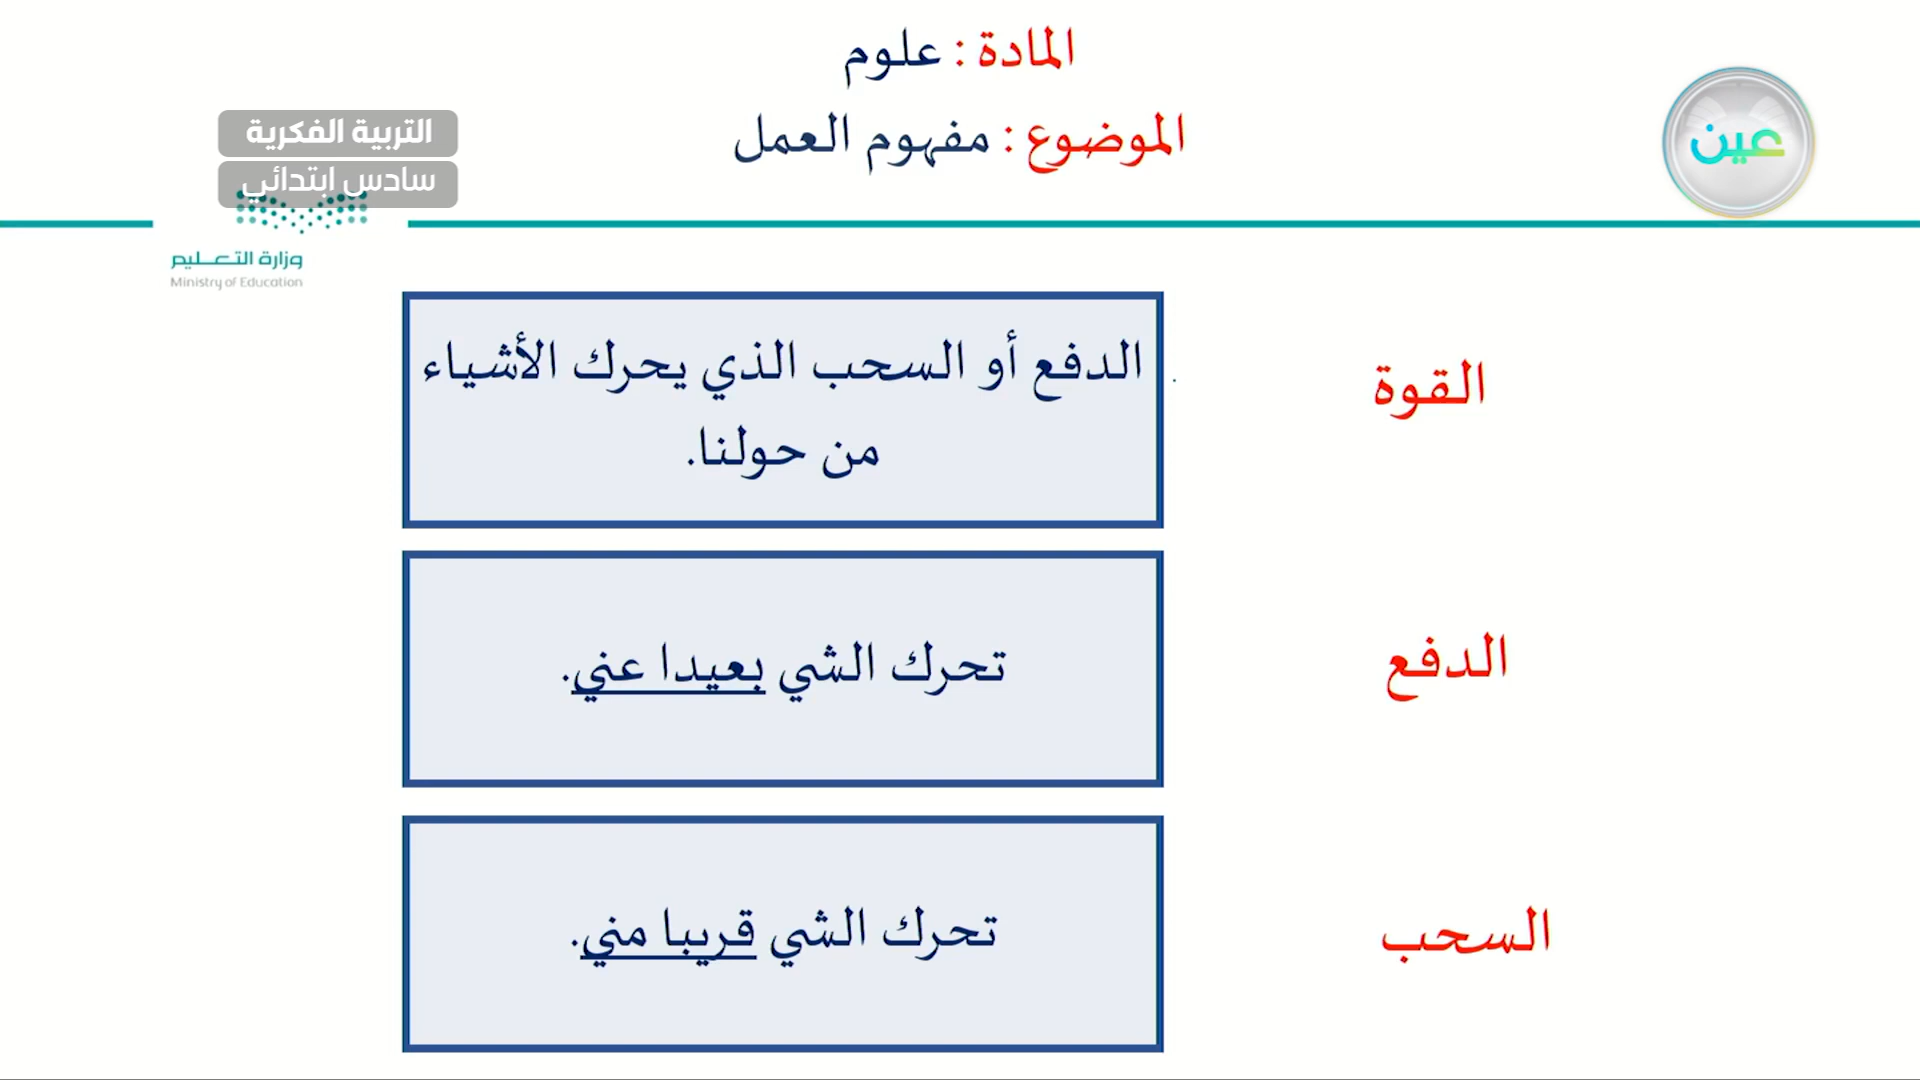 المادة : علوم
الموضوع : مفهوم العمل
عين
التربية الفكرية
سادس ابتدائي
وزارة التعليم
Ministry of Education
القوة
الدفع أو السحب الذي يحرك الأشياء
من حولنا.
الدفع
تحرك الشي بعيدا عني.
السحب
تحرك الشي قريبا مني.